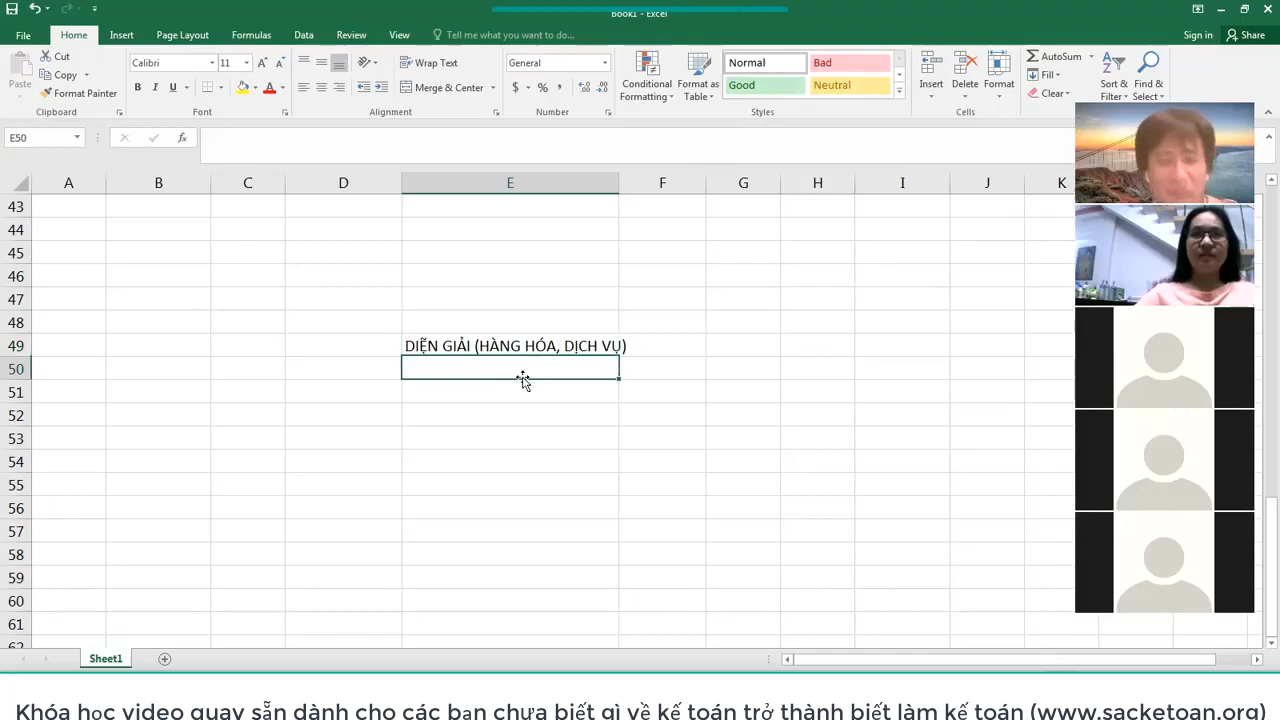 Book1 - Excel
File Home Insert Page Layout Formulas Data Review View Tell me what you want to do... Sign in Share
Paste
Cut
Copy
Format Painter
Calibri 11
B I U
A A
Wrap Text
Merge & Center
General
$ % , .0 .00
Conditional Formatting
Format as Table
Normal Bad
Good Neutral
Insert Delete Format
AutoSum
Fill
Clear
Sort & Filter
Find & Select
Clipboard Font Alignment Number Styles Cells
E50 fx
A B C D E F G H I J K
43
44
45
46
47
48
49 DIỄN GIẢI (HÀNG HÓA, DỊCH VỤ)
50
51
52
53
54
55
56
57
58
59
60
61
62
Sheet1
Khóa học video quay sẵn dành cho các bạn chưa biết gì về kế toán trở thành biết làm kế toán (www.sacketoan.org)